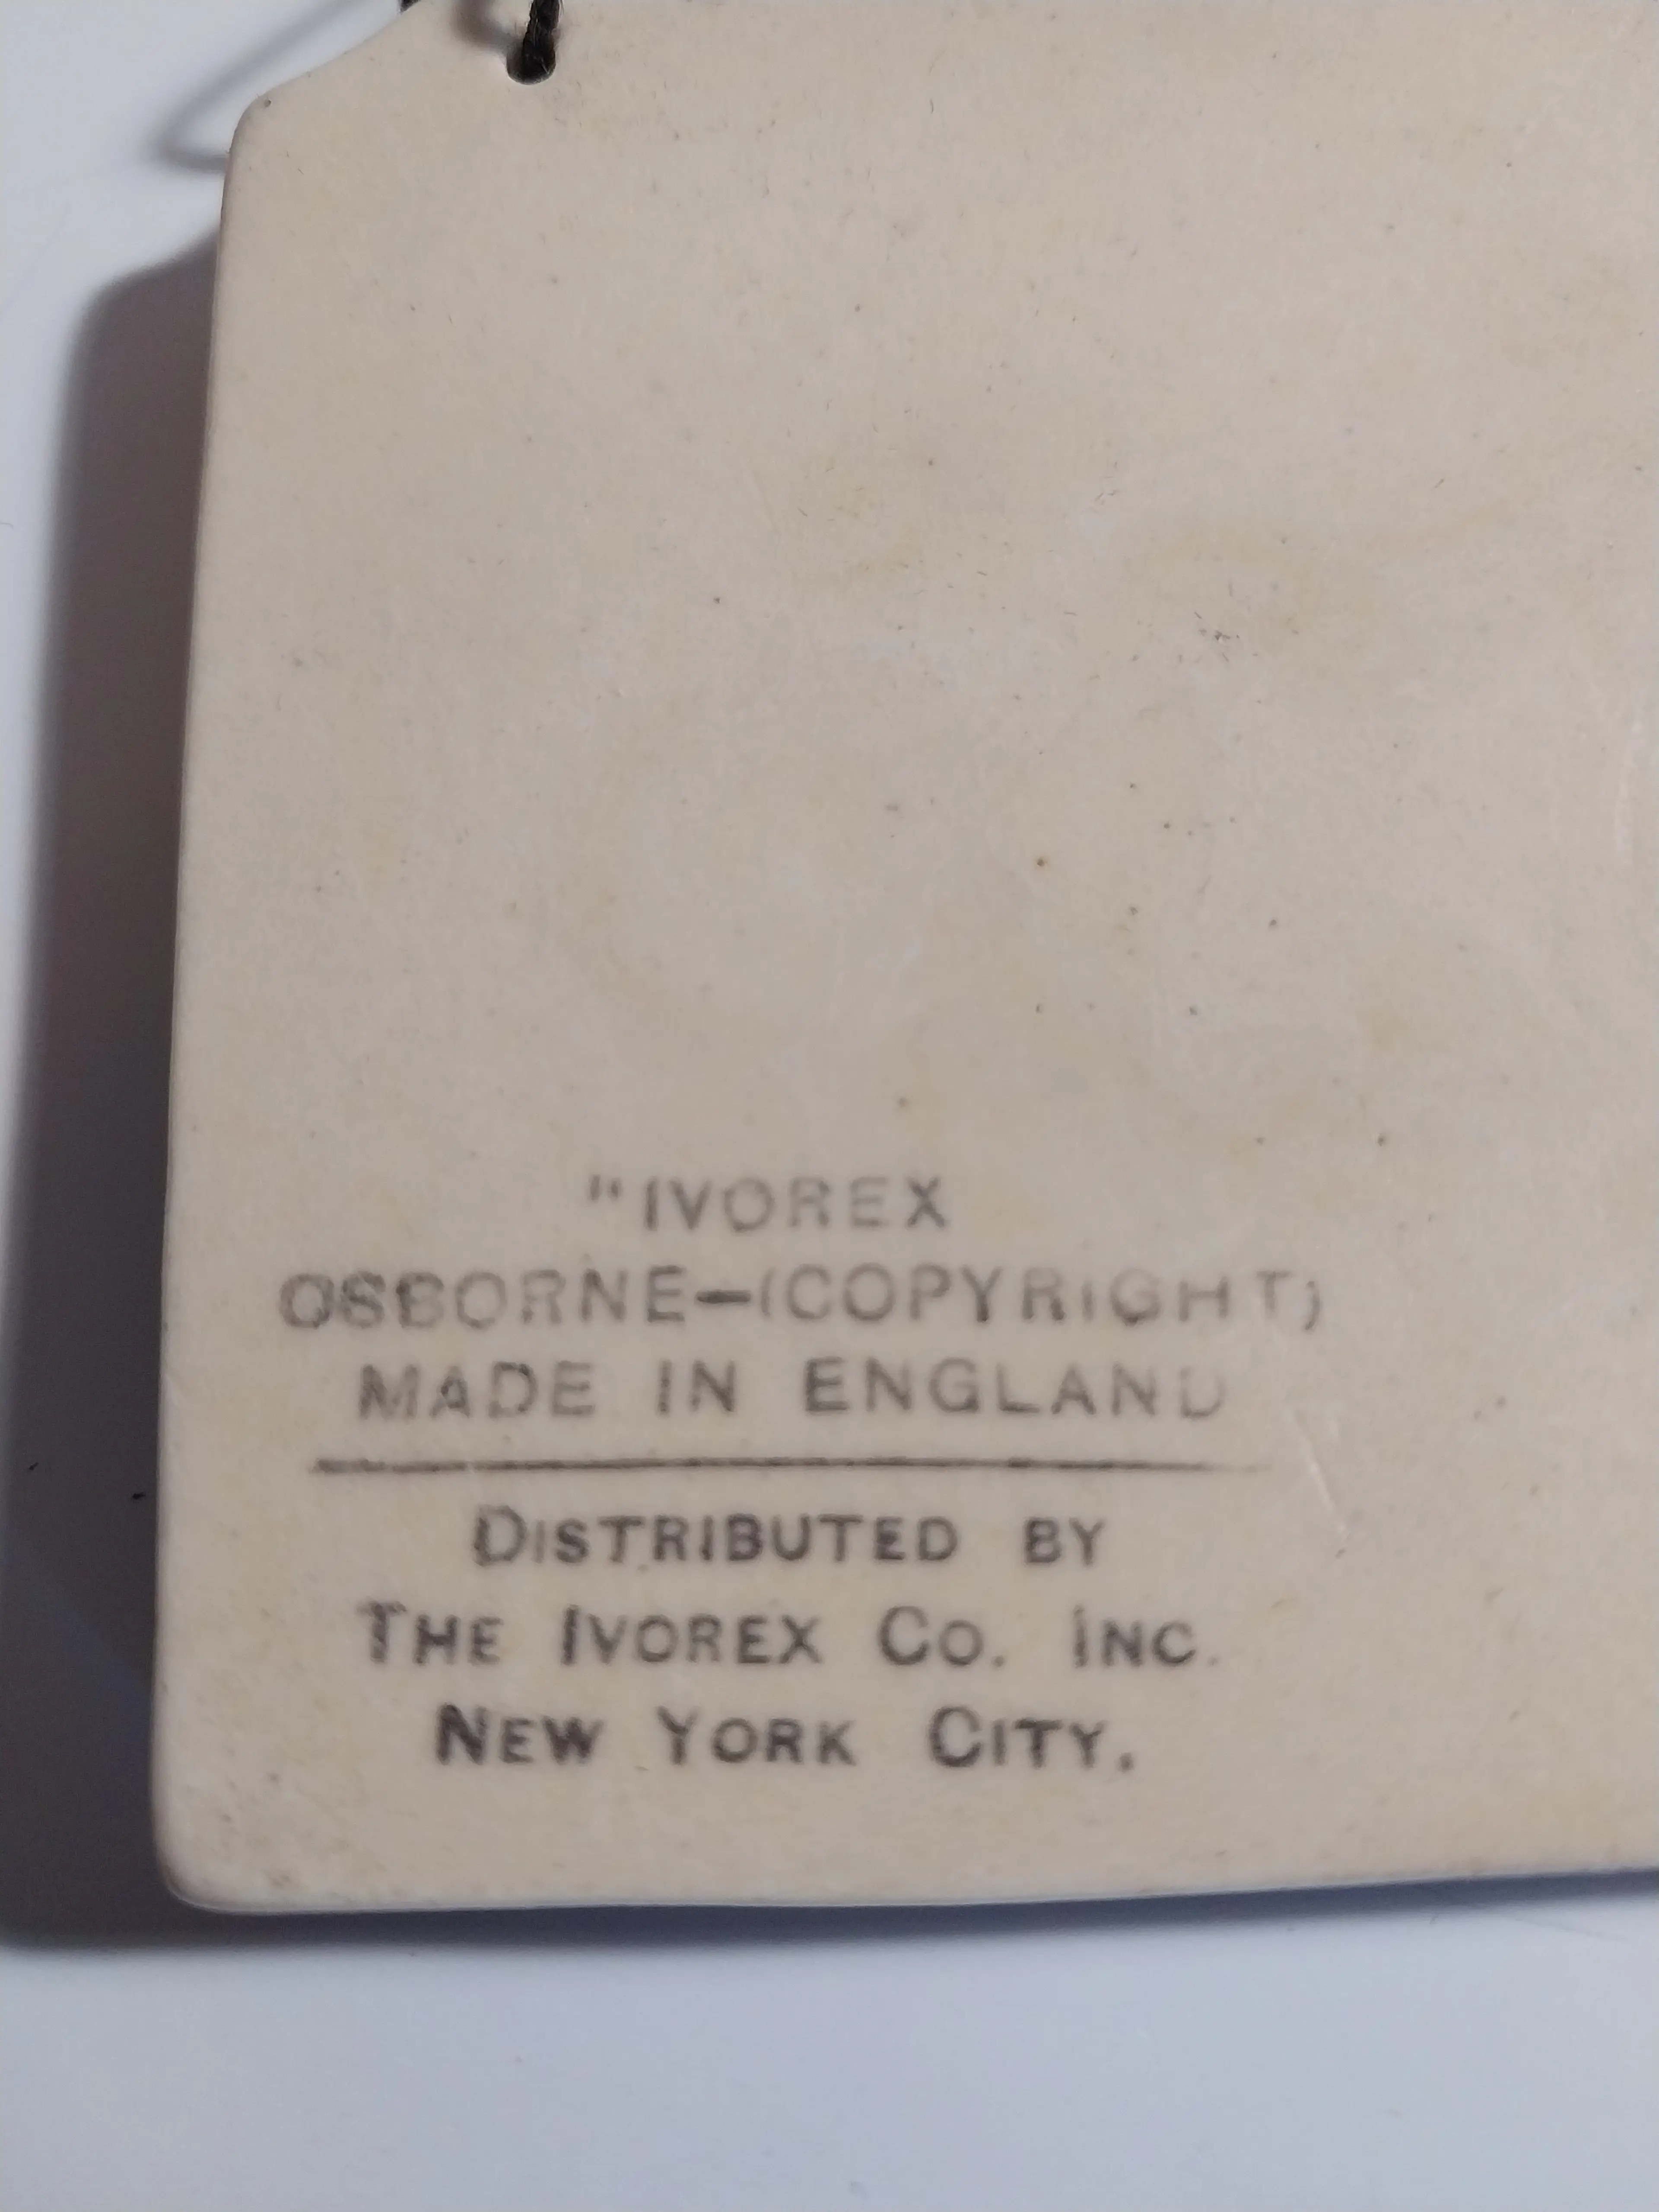 "IVOREX
OSBORNE—(COPYRIGHT)
MADE IN ENGLAND
DISTRIBUTED BY
THE IVOREX CO. INC.
NEW YORK CITY.